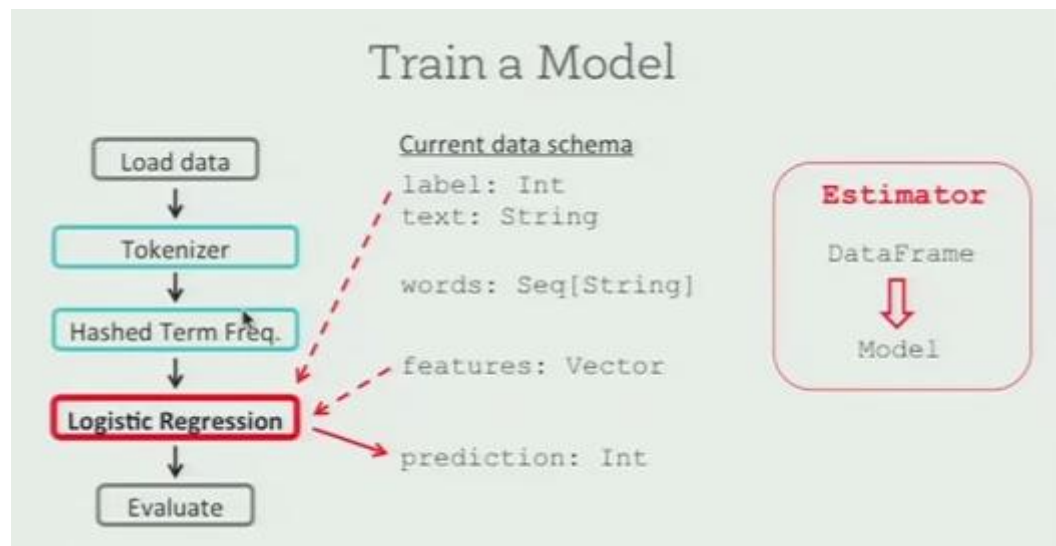 Train a Model
Load data
Tokenizer
Hashed Term Freq.
Logistic Regression
Evaluate
Current data schema
label: Int
text: String
words: Seq[String]
features: Vector
prediction: Int
Estimator
DataFrame
Model